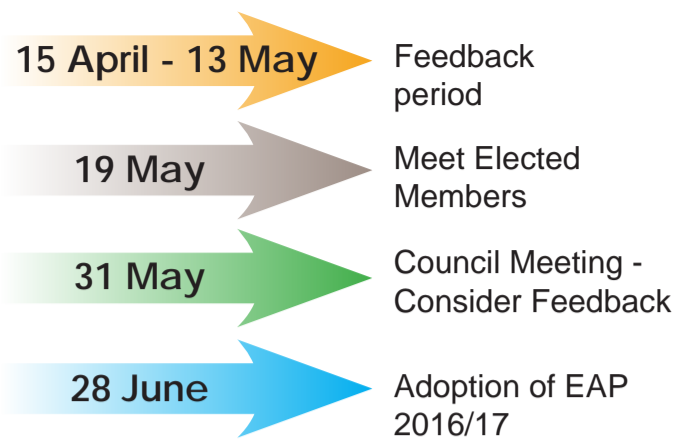 15 April - 13 May
Feedback
period
19 May
Meet Elected
Members
31 May
Council Meeting -
Consider Feedback
28 June
Adoption of EAP
2016/17